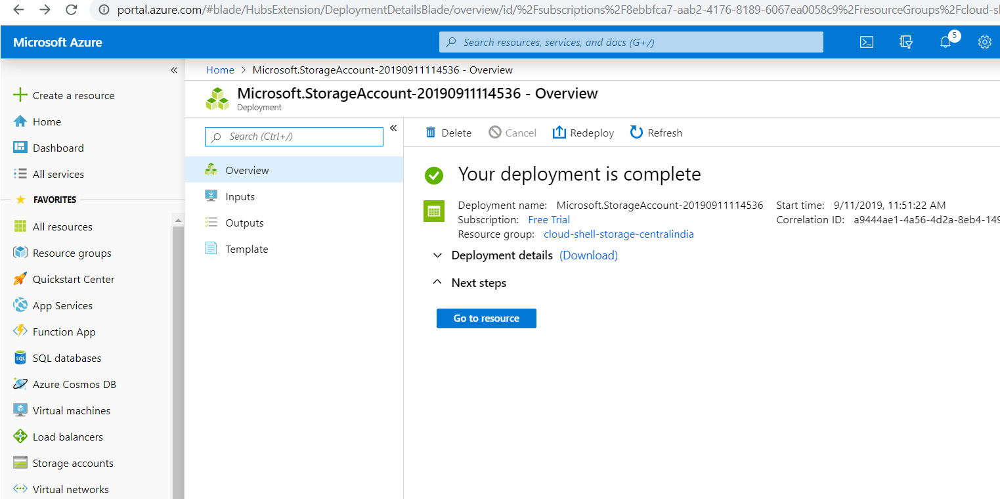 portal.azure.com/#blade/HubsExtension/DeploymentDetailsBlade/overview/id/%2Fsubscriptions%2F8ebbfca7-aab2-4176-8189-6067ea0058c9%2FresourceGroups%2Fcloud-sl
Microsoft Azure
Search resources, services, and docs (G+/)
5
Home > Microsoft.StorageAccount-20190911114536 - Overview
Microsoft.StorageAccount-20190911114536 - Overview
Deployment
Create a resource
Home
Dashboard
All services
FAVORITES
All resources
Resource groups
Quickstart Center
App Services
Function App
SQL databases
Azure Cosmos DB
Virtual machines
Load balancers
Storage accounts
Virtual networks
Search (Ctrl+/)
Overview
Inputs
Outputs
Template
Delete Cancel Redeploy Refresh
Your deployment is complete
Deployment name: Microsoft.StorageAccount-20190911114536 Start time: 9/11/2019, 11:51:22 AM
Subscription: Free Trial Correlation ID: a9444ae1-4a56-4d2a-8eb4-149
Resource group: cloud-shell-storage-centralindia
Deployment details (Download)
Next steps
Go to resource